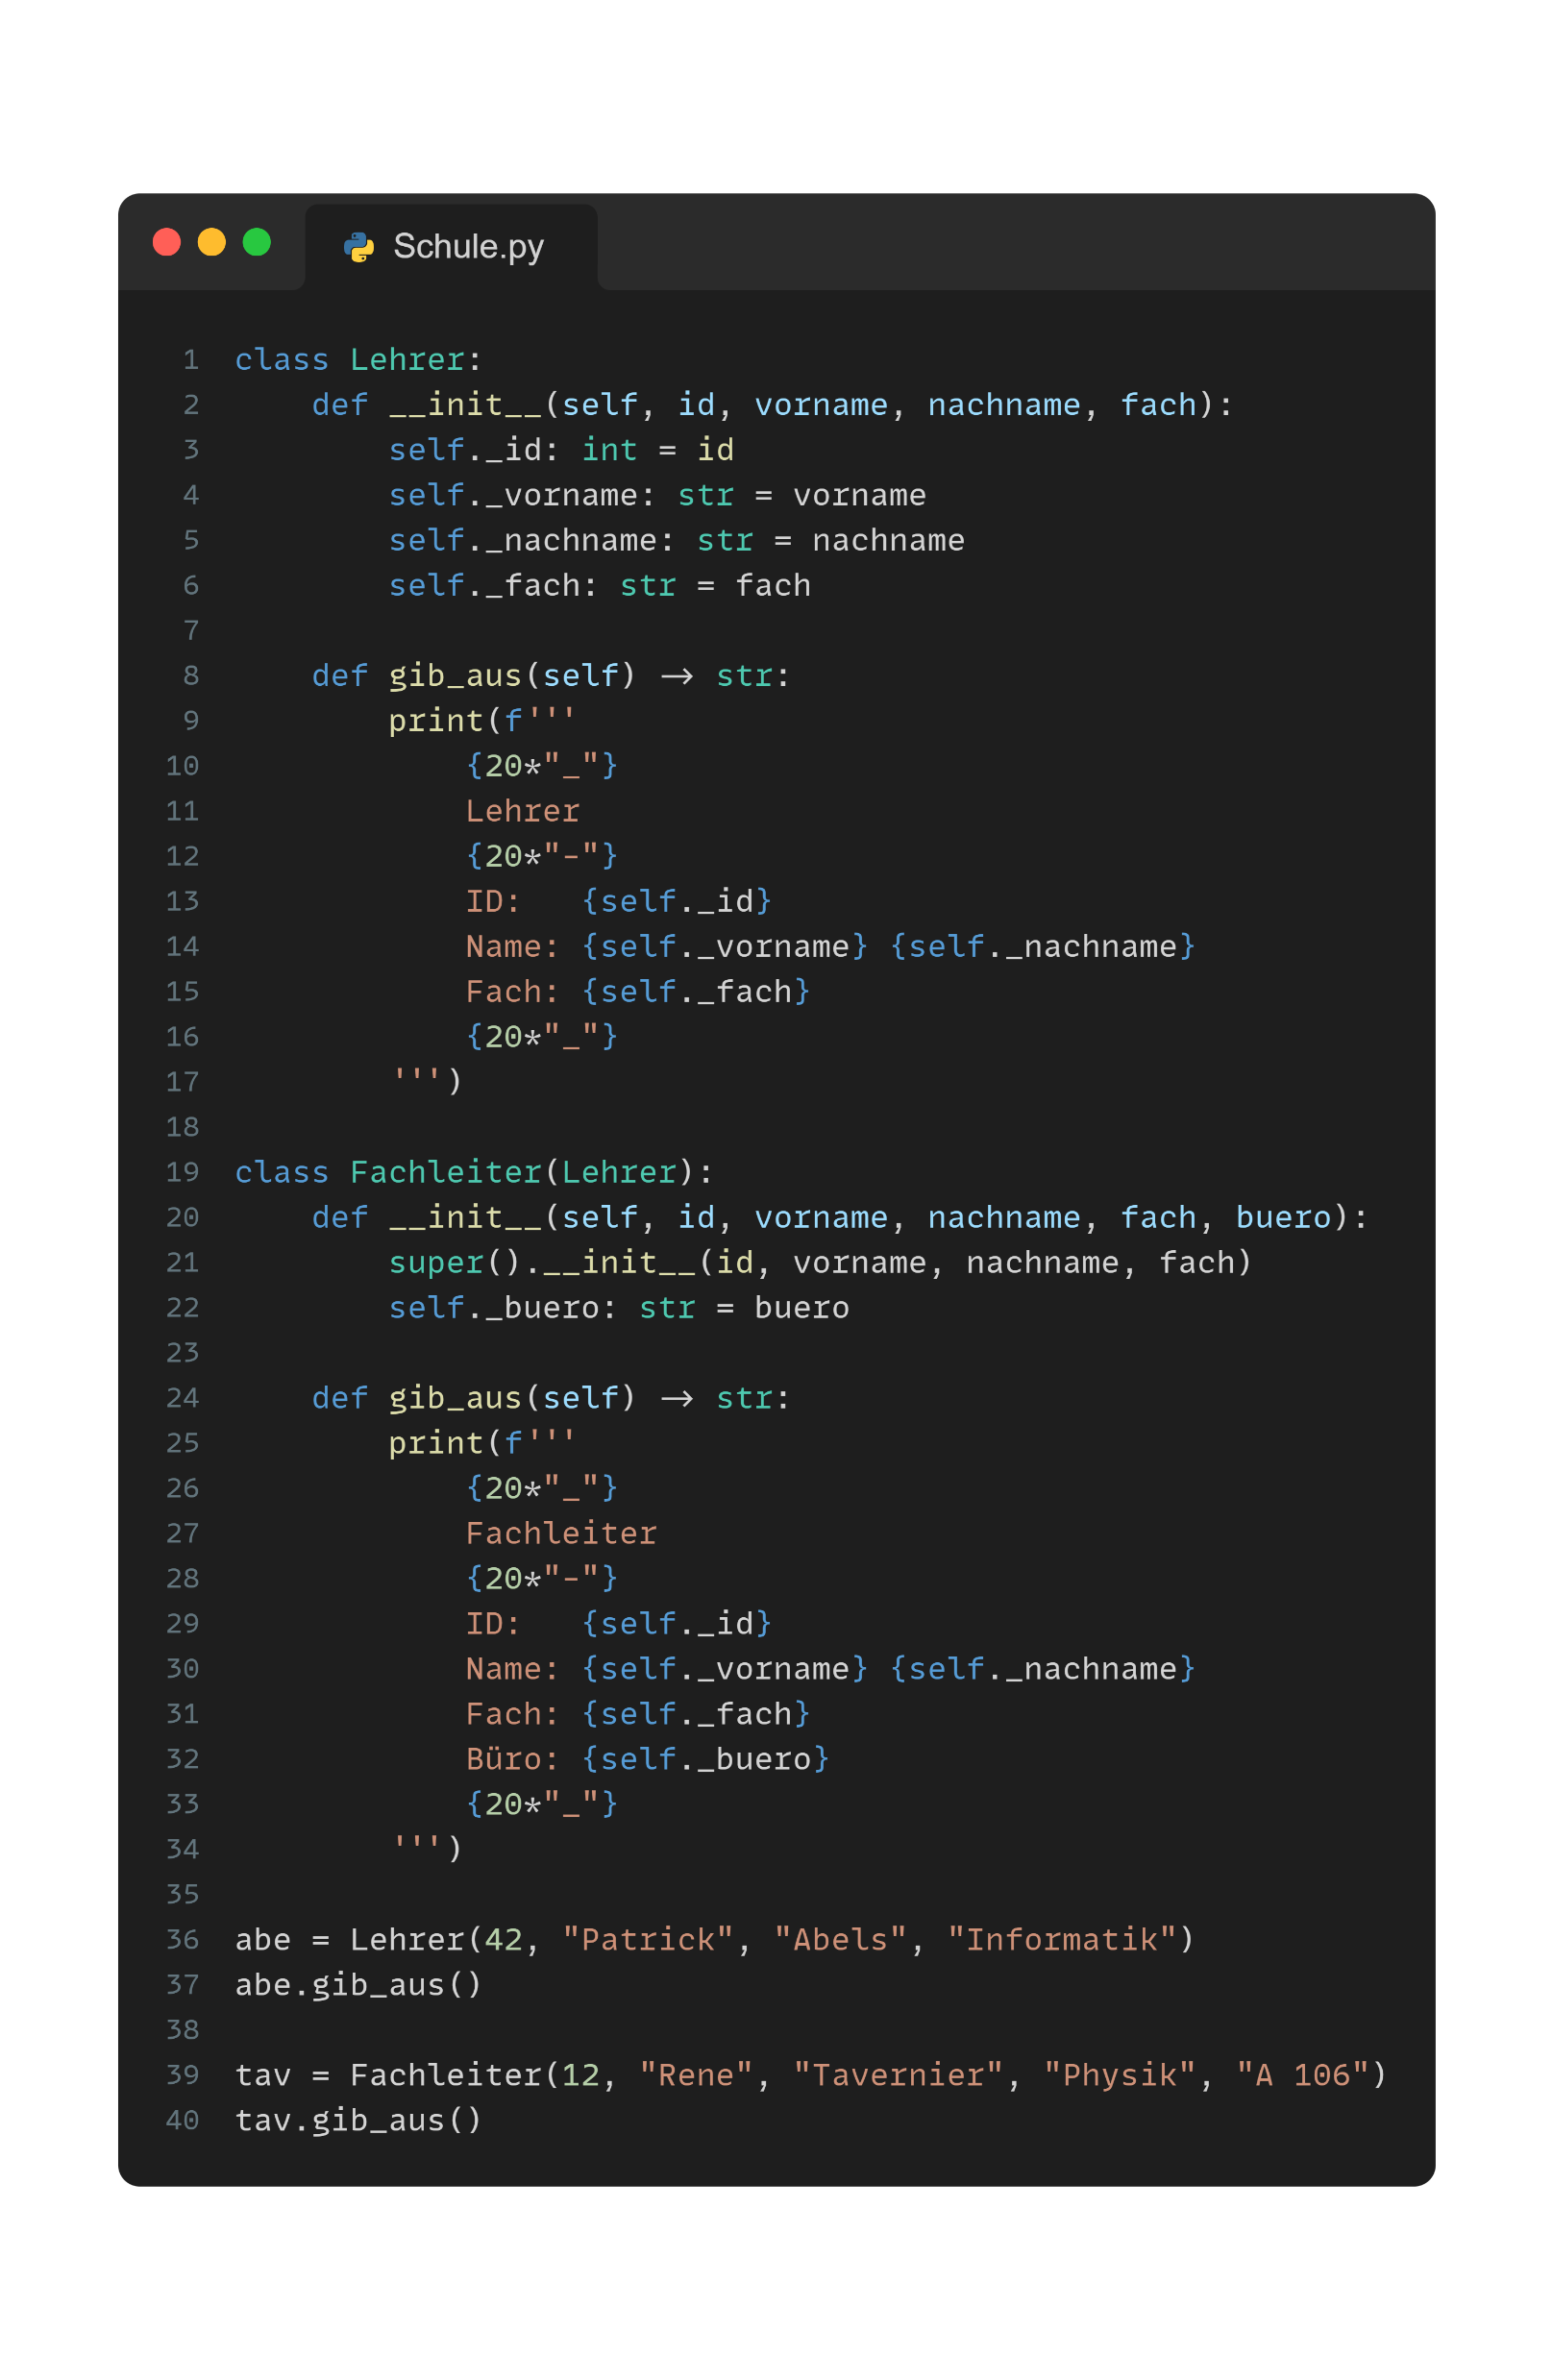 Schule.py
1 class Lehrer:
2     def __init__(self, id, vorname, nachname, fach):
3         self._id: int = id
4         self._vorname: str = vorname
5         self._nachname: str = nachname
6         self._fach: str = fach
7
8     def gib_aus(self) -> str:
9         print(f'''
10             {20*"_"}
11             Lehrer
12             {20*"-"}
13             ID:   {self._id}
14             Name: {self._vorname} {self._nachname}
15             Fach: {self._fach}
16             {20*"_"}
17         ''')
18
19 class Fachleiter(Lehrer):
20     def __init__(self, id, vorname, nachname, fach, buero):
21         super().__init__(id, vorname, nachname, fach)
22         self._buero: str = buero
23
24     def gib_aus(self) -> str:
25         print(f'''
26             {20*"_"}
27             Fachleiter
28             {20*"-"}
29             ID:   {self._id}
30             Name: {self._vorname} {self._nachname}
31             Fach: {self._fach}
32             Büro: {self._buero}
33             {20*"_"}
34         ''')
35
36 abe = Lehrer(42, "Patrick", "Abels", "Informatik")
37 abe.gib_aus()
38
39 tav = Fachleiter(12, "Rene", "Tavernier", "Physik", "A 106")
40 tav.gib_aus()